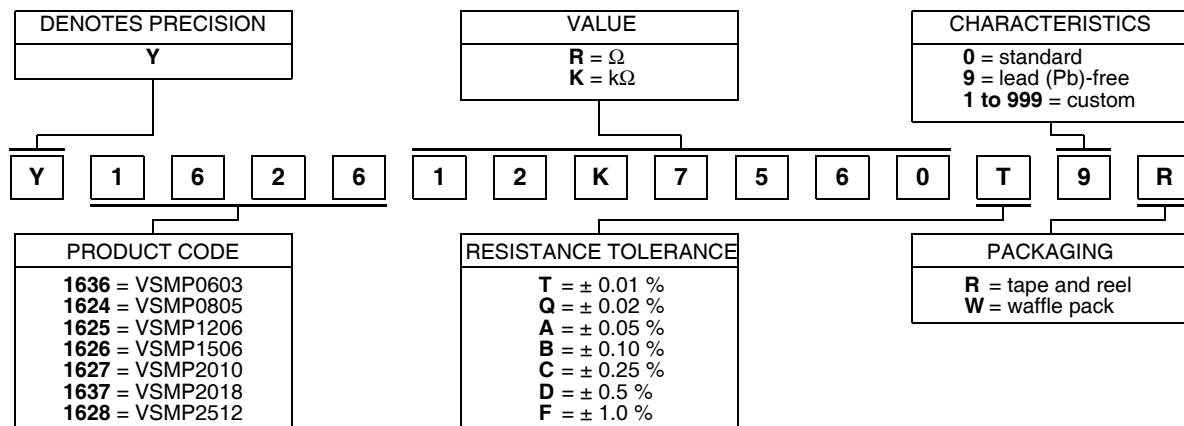 DENOTES PRECISION
Y
VALUE
R = Ω
K = kΩ
CHARACTERISTICS
0 = standard
9 = lead (Pb)-free
1 to 999 = custom
Y 1 6 2 6 1 2 K 7 5 6 0 T 9 R
PRODUCT CODE
1636 = VSMP0603
1624 = VSMP0805
1625 = VSMP1206
1626 = VSMP1506
1627 = VSMP2010
1637 = VSMP2018
1628 = VSMP2512
RESISTANCE TOLERANCE
T = ± 0.01 %
Q = ± 0.02 %
A = ± 0.05 %
B = ± 0.10 %
C = ± 0.25 %
D = ± 0.5 %
F = ± 1.0 %
PACKAGING
R = tape and reel
W = waffle pack